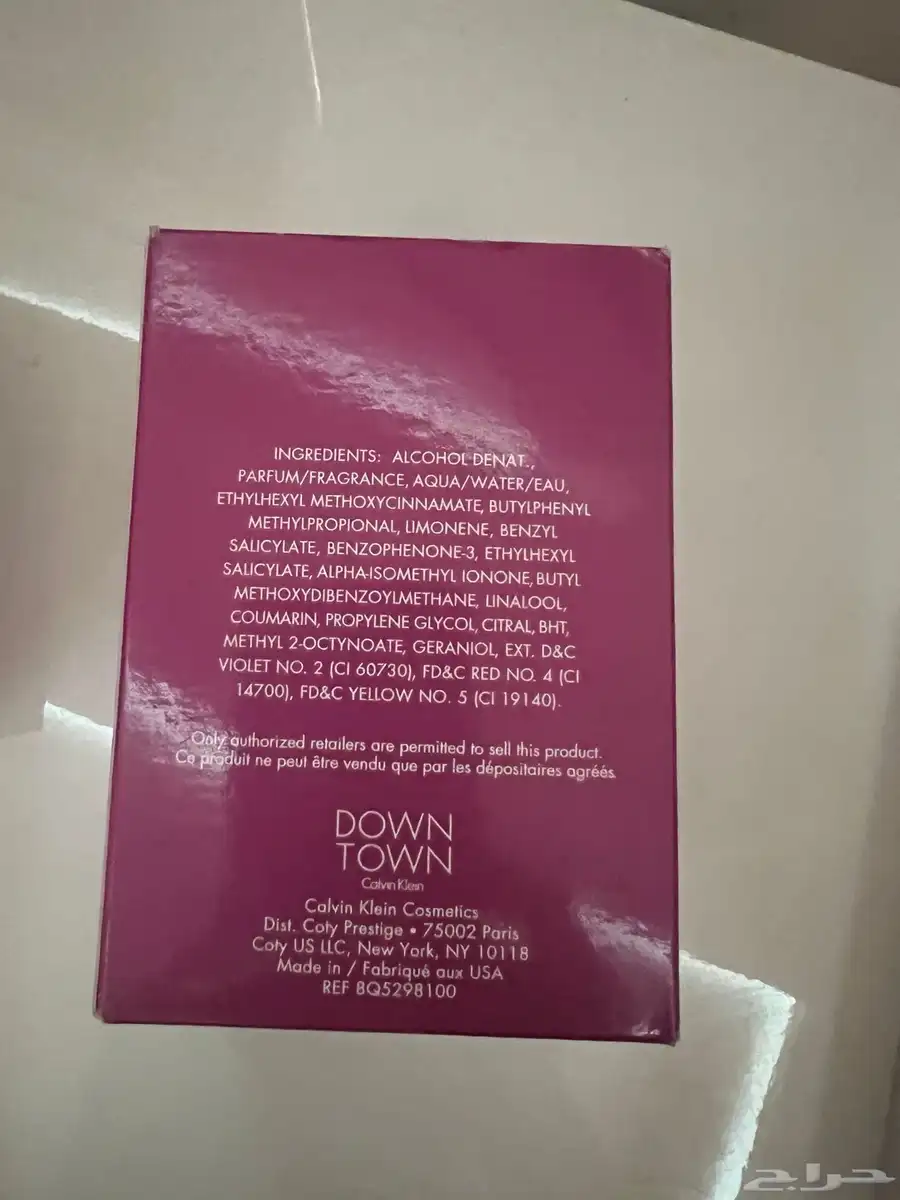 INGREDIENTS: ALCOHOL DENAT.,
PARFUM/FRAGRANCE, AQUA/WATER/EAU,
ETHYLHEXYL METHOXYCINNAMATE, BUTYLPHENYL
METHYLPROPIONAL, LIMONENE, BENZYL
SALICYLATE, BENZOPHENONE-3, ETHYLHEXYL
SALICYLATE, ALPHA-ISOMETHYL IONONE, BUTYL
METHOXYDIBENZOYLMETHANE, LINALOOL,
COUMARIN, PROPYLENE GLYCOL, CITRAL, BHT,
METHYL 2-OCTYNOATE, GERANIOL, EXT. D&C
VIOLET NO. 2 (CI 60730), FD&C RED NO. 4 (CI
14700), FD&C YELLOW NO. 5 (CI 19140).
Only authorized retailers are permitted to sell this product.
Ce produit ne peut être vendu que par les dépositaires agréés.
DOWN
TOWN
Calvin Klein
Calvin Klein Cosmetics
Dist. Coty Prestige • 75002 Paris
Coty US LLC, New York, NY 10118
Made in / Fabriqué aux USA
REF 8Q5298100
حراج